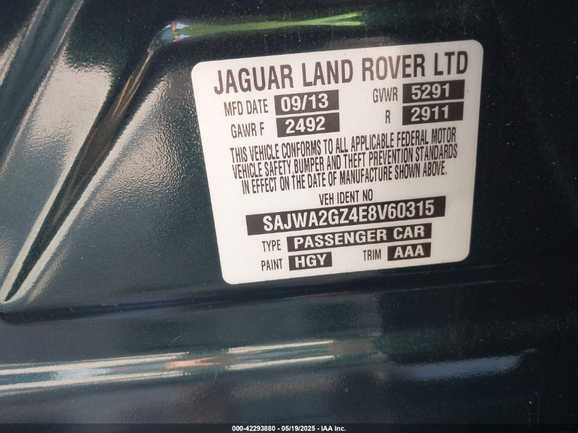 JAGUAR LAND ROVER LTD
MFD DATE 09/13 GVWR 5291
GAWR F 2492 R 2911
THIS VEHICLE CONFORMS TO ALL APPLICABLE FEDERAL MOTOR
VEHICLE SAFETY, BUMPER AND THEFT PREVENTION STANDARDS
IN EFFECT ON THE DATE OF MANUFACTURE SHOWN ABOVE.
VEH IDENT NO
SAJWA2GZ4E8V60315
TYPE PASSENGER CAR
PAINT HGY TRIM AAA
000-42293880 - 05/19/2025 - IAA Inc.